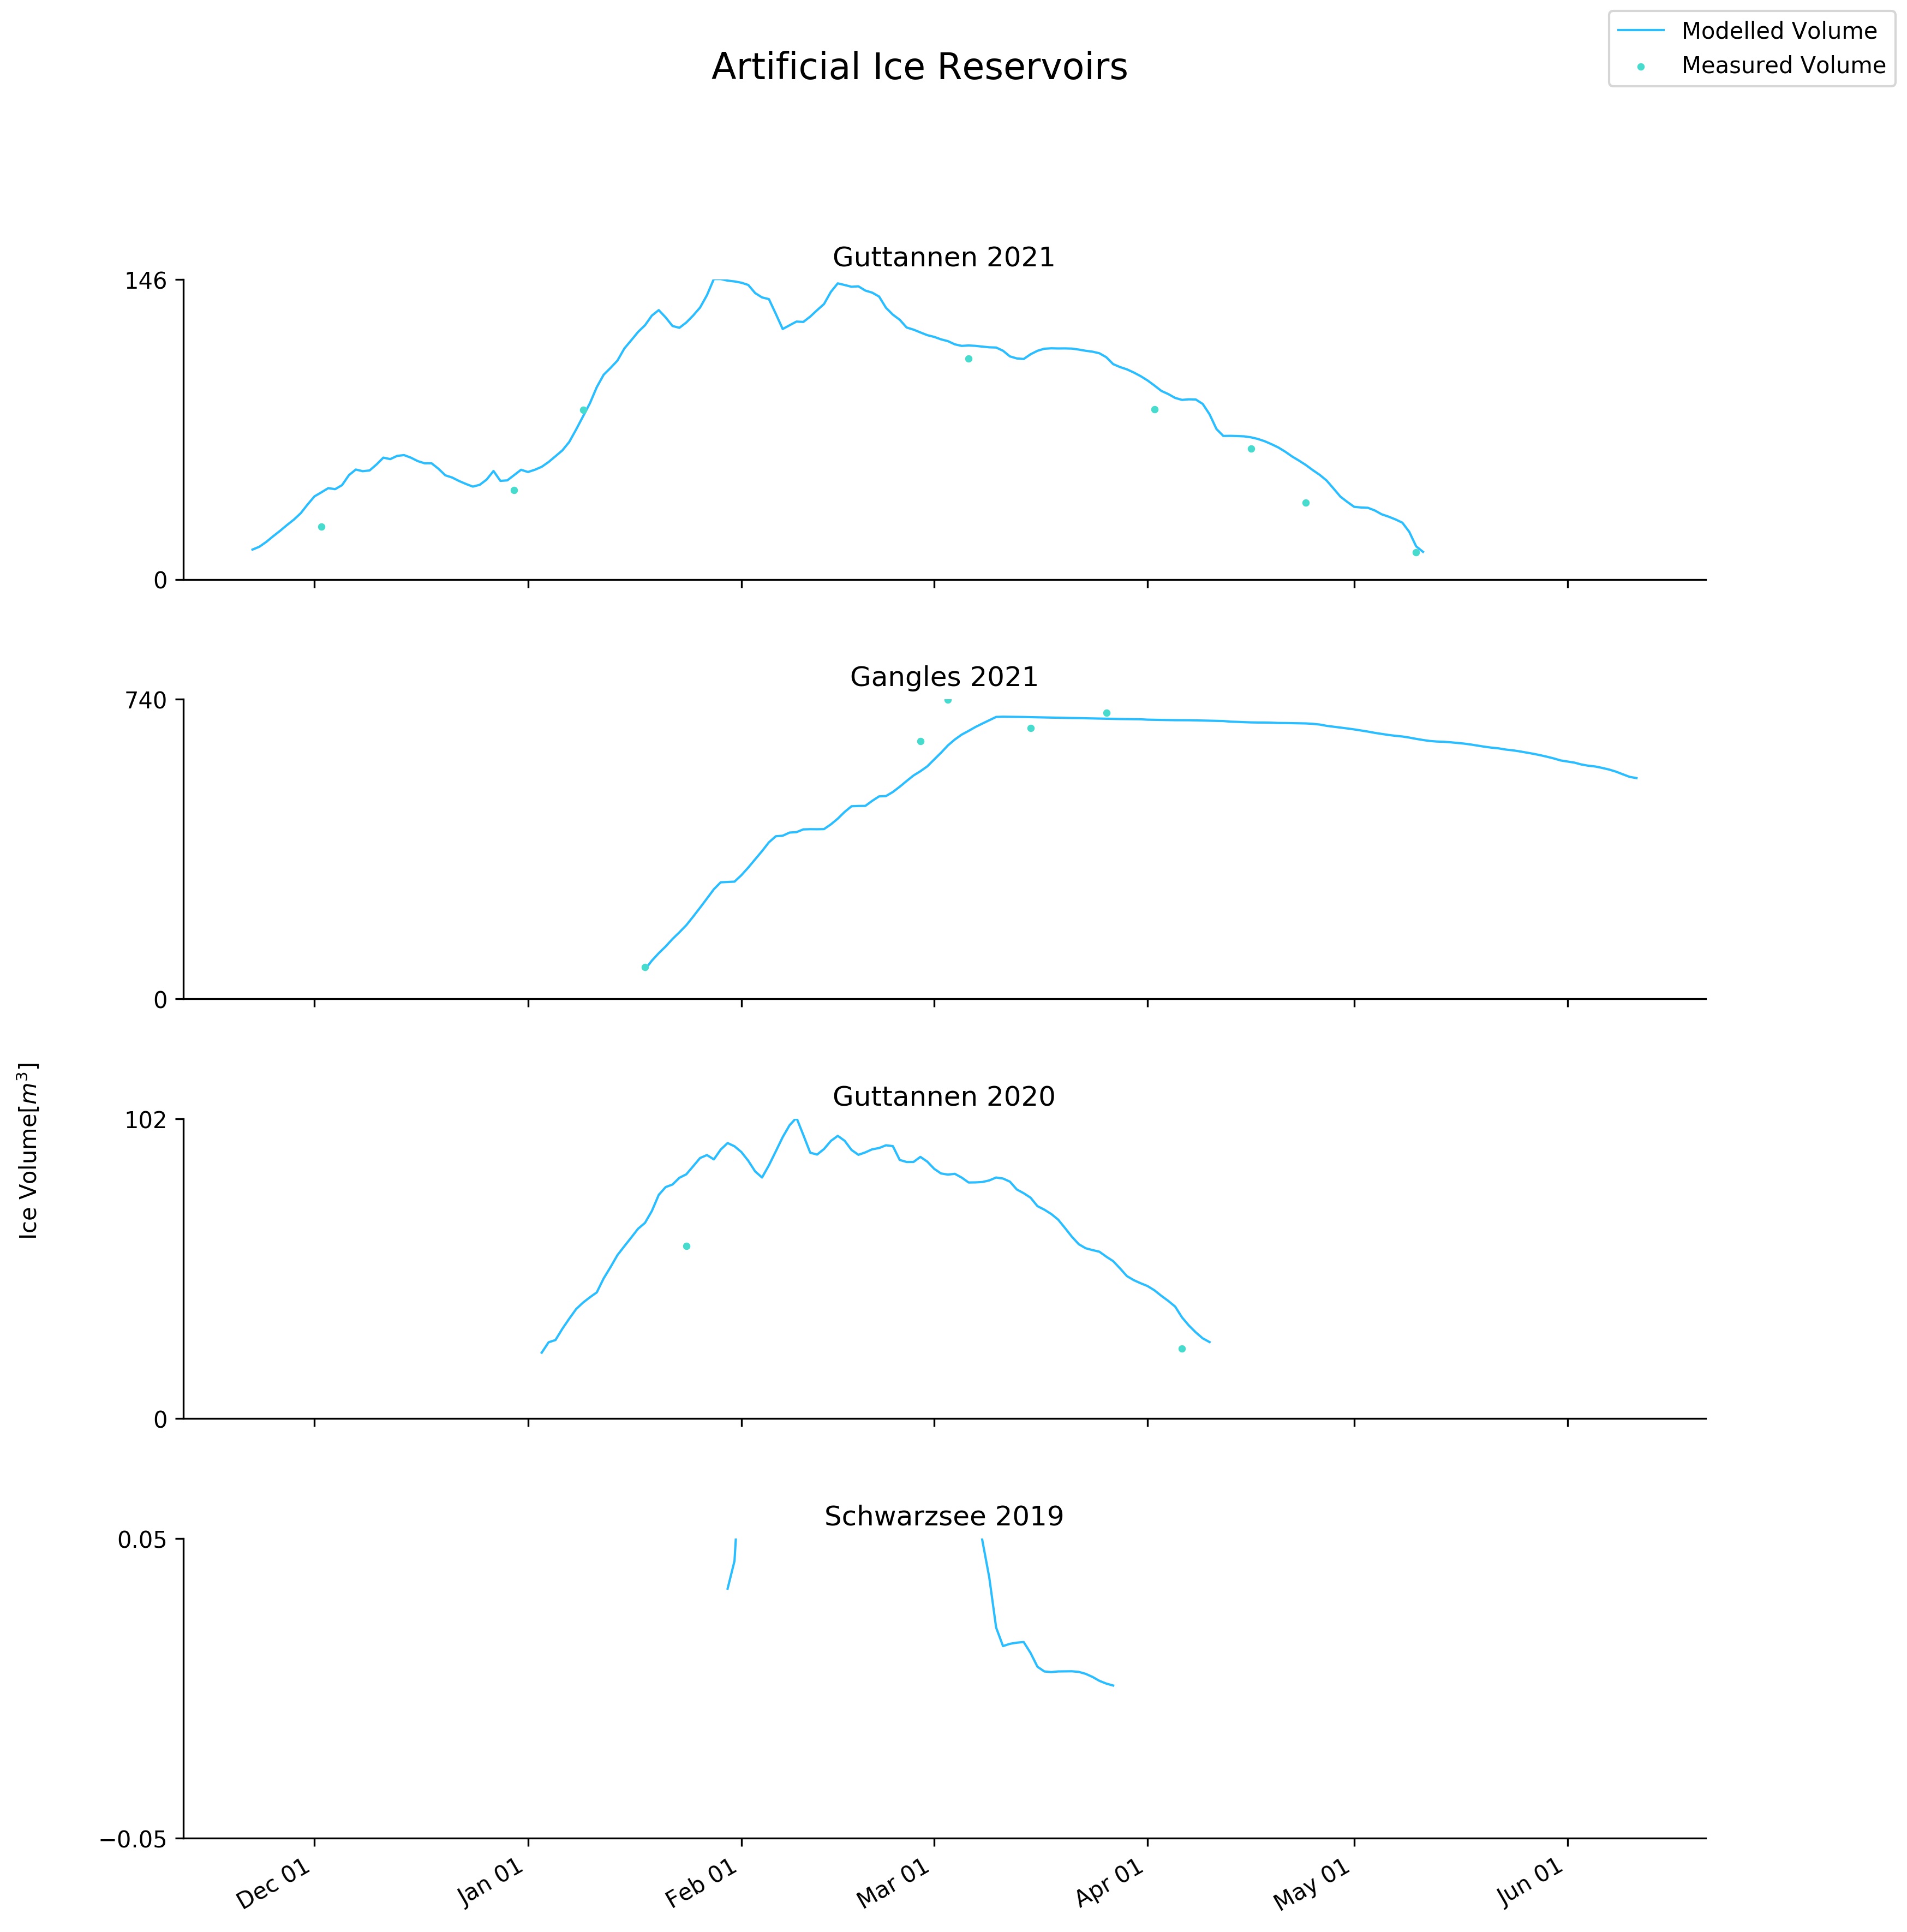 Modelled Volume
Measured Volume
Artificial Ice Reservoirs
Guttannen 2021
146
0
Gangles 2021
740
0
Ice Volume[m³]
Guttannen 2020
102
0
Schwarzsee 2019
0.05
−0.05
Dec 01 Jan 01 Feb 01 Mar 01 Apr 01 May 01 Jun 01